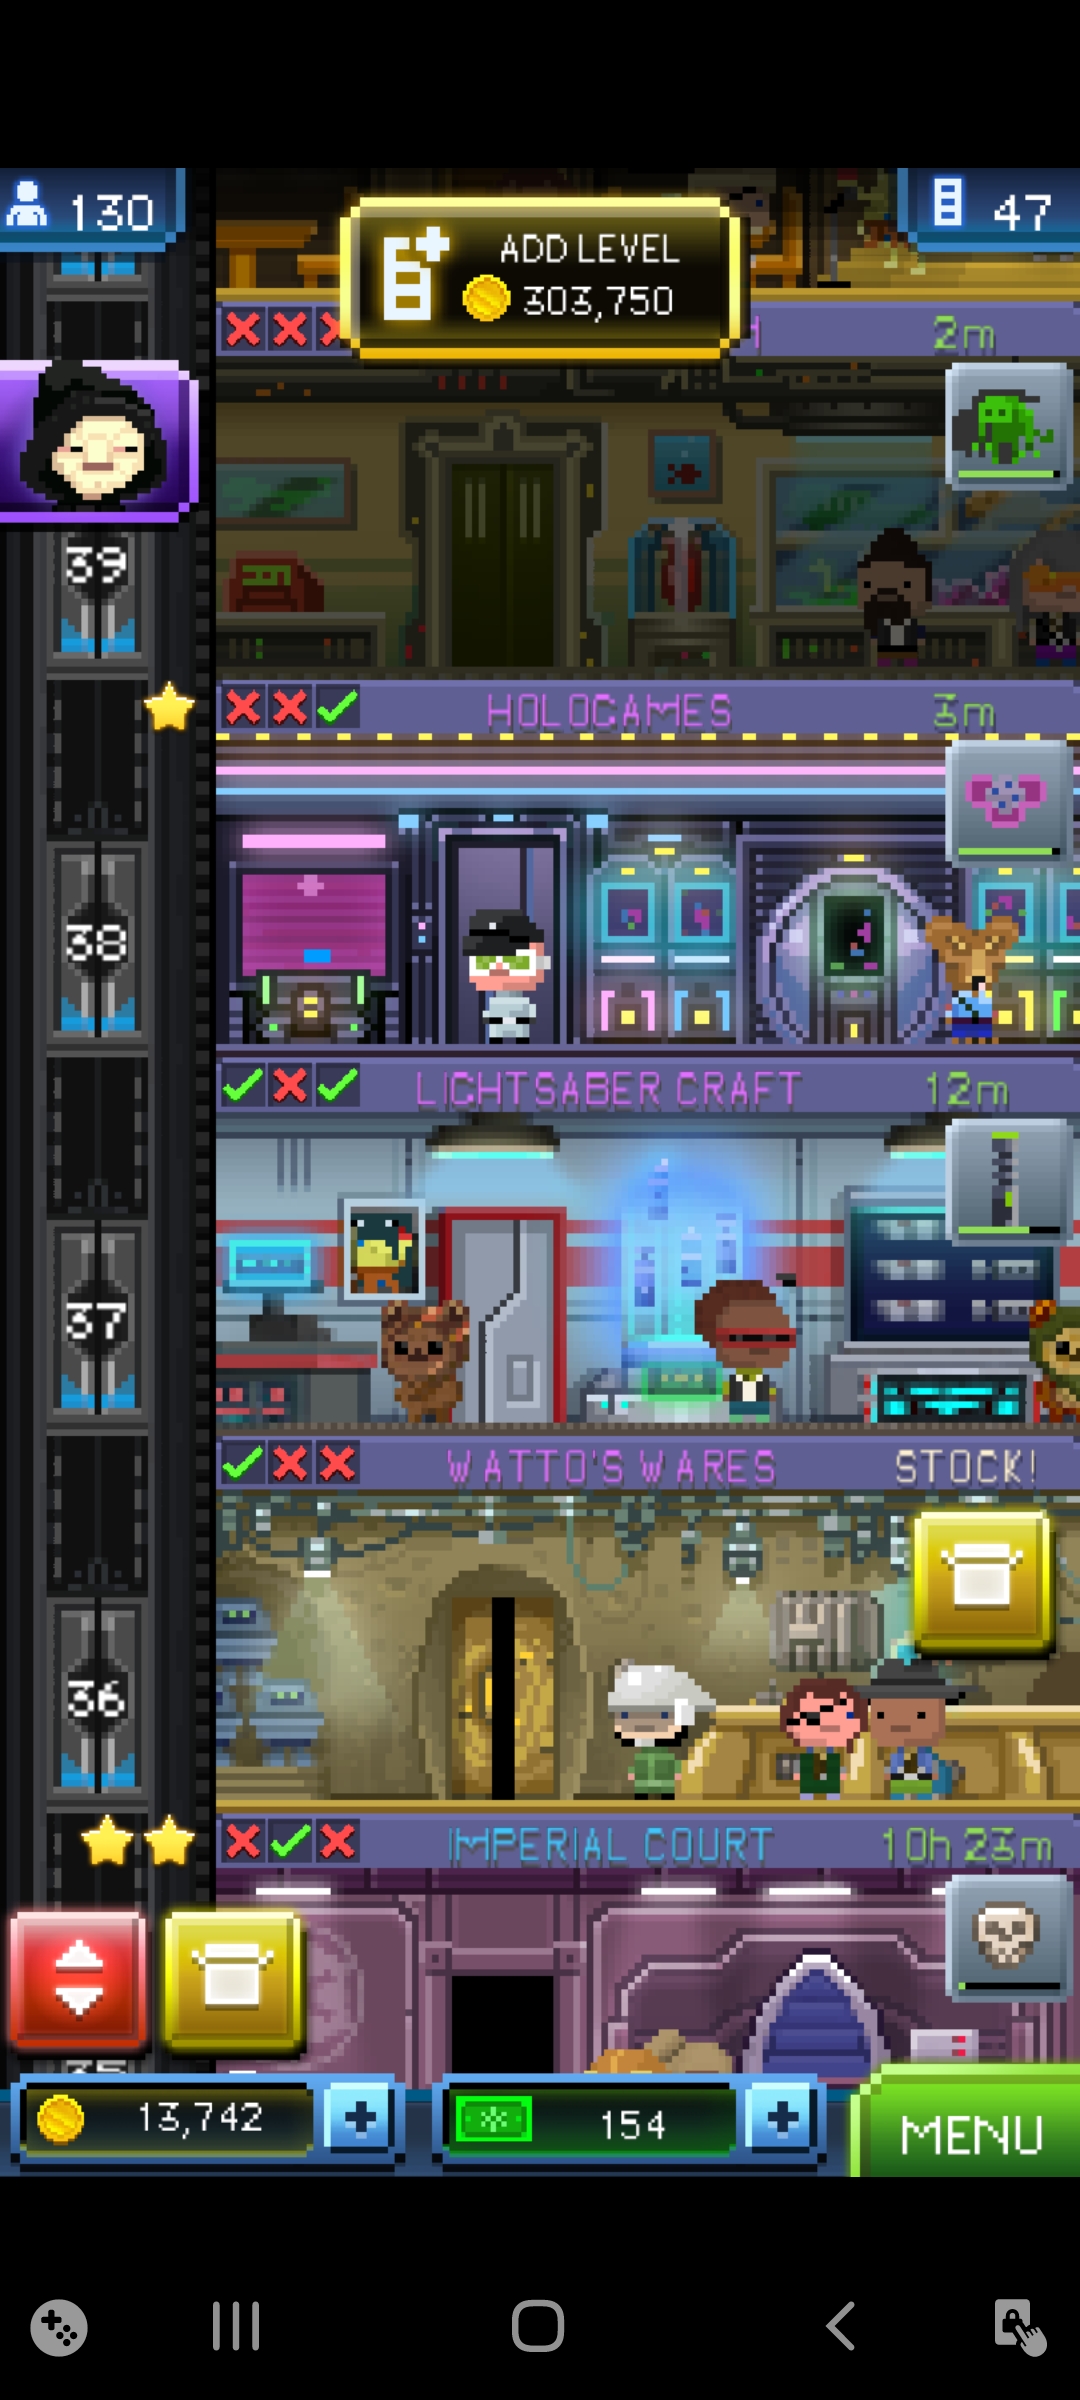 130
ADD LEVEL
303,750
47
2m
39
HOLOGAMES
3m
38
LIGHTSABER CRAFT
12m
37
WATTO'S WARES
STOCK!
36
IMPERIAL COURT
10h 23m
13,742
154
MENU